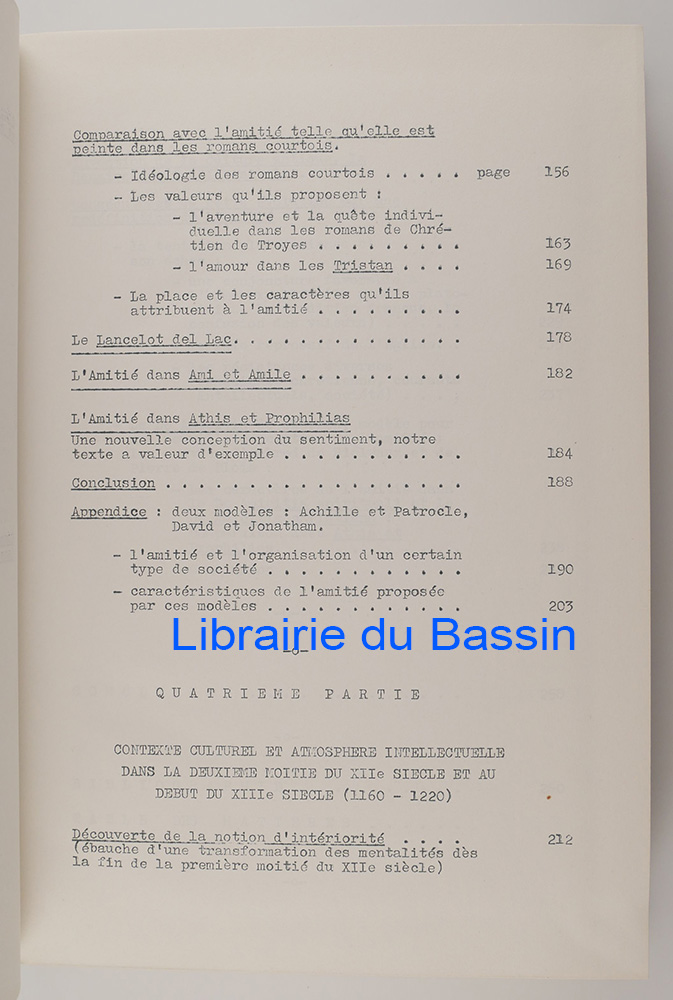 Comparaison avec l'amitié telle qu'elle est
peinte dans les romans courtois.
- Idéologie des romans courtois . . . . . page 156
- Les valeurs qu'ils proposent :
- l'aventure et la quête indivi-
duelle dans les romans de Chré-
tien de Troyes . . . . . . . . . 163
- l'amour dans les Tristan . . . . 169
- La place et les caractères qu'ils
attribuent à l'amitié . . . . . . . . . 174
Le Lancelot del Lac. . . . . . . . . . . . . . 178
L'Amitié dans Ami et Amile . . . . . . . . . . 182
L'Amitié dans Athis et Prophilias
Une nouvelle conception du sentiment, notre
texte a valeur d'exemple . . . . . . . . . . . 184
Conclusion . . . . . . . . . . . . . . . . . . 188
Appendice : deux modèles : Achille et Patrocle,
David et Jonatham.
- l'amitié et l'organisation d'un certain
type de société . . . . . . . . . . . . 190
- caractéristiques de l'amitié proposée
par ces modèles . . . . . . . . . . . . 203
Librairie du Bassin
-o-
QUATRIEME PARTIE
CONTEXTE CULTUREL ET ATMOSPHERE INTELLECTUELLE
DANS LA DEUXIEME MOITIE DU XIIe SIECLE ET AU
DEBUT DU XIIIe SIECLE (1160 - 1220)
Découverte de la notion d'intériorité . . . . 212
(ébauche d'une transformation des mentalités dès
la fin de la première moitié du XIIe siècle)